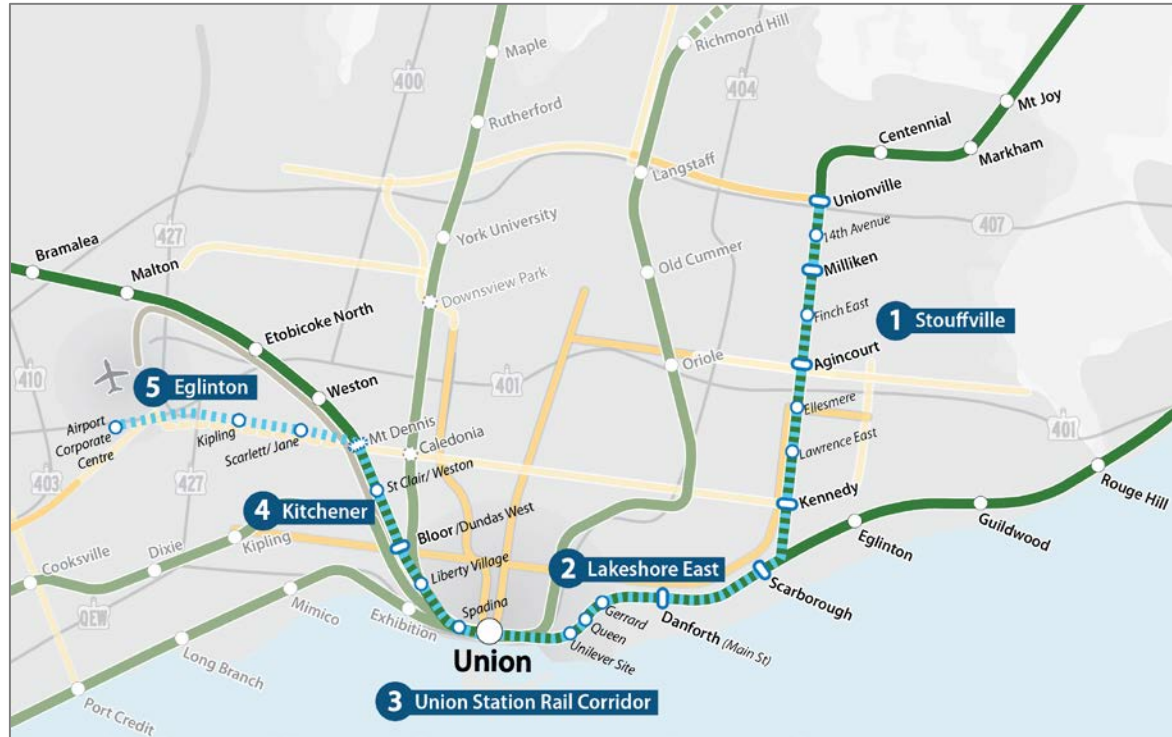 Maple
Richmond Hill
400
404
Mt Joy
Rutherford
Centennial
Markham
Langstaff
Unionville
407
427
York University
14th Avenue
Bramalea
Malton
Old Cummer
Milliken
Downsview Park
Finch East
1 Stouffville
Etobicoke North
Oriole
Agincourt
410
401
5 Eglinton
Weston
Ellesmere
401
Airport
Corporate
Centre
Kipling
Scarlett/ Jane
Mt Dennis
Caledonia
Lawrence East
403
427
St Clair/ Weston
Rouge Hill
4 Kitchener
Kennedy
Guildwood
Eglinton
Kipling
Bloor /Dundas West
Dixie
Cooksville
Liberty Village
2 Lakeshore East
Scarborough
QEW
Mimico
Exhibition
Spadina
Gerrard
Queen
Unilever Site
Danforth (Main St)
Long Branch
Union
Port Credit
3 Union Station Rail Corridor